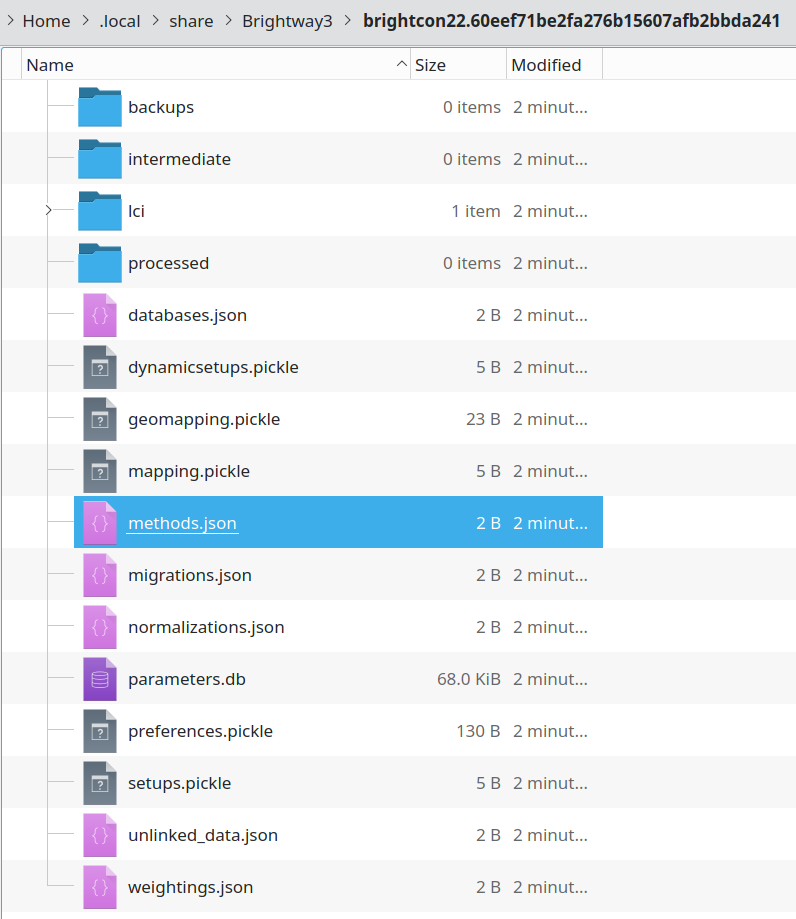 Home > .local > share > Brightway3 > brightcon22.60eef71be2fa276b15607afb2bbda241
Name Size Modified
backups 0 items 2 minut...
intermediate 0 items 2 minut...
lci 1 item 2 minut...
processed 0 items 2 minut...
databases.json 2 B 2 minut...
dynamicsetups.pickle 5 B 2 minut...
geomapping.pickle 23 B 2 minut...
mapping.pickle 5 B 2 minut...
methods.json 2 B 2 minut...
migrations.json 2 B 2 minut...
normalizations.json 2 B 2 minut...
parameters.db 68.0 KiB 2 minut...
preferences.pickle 130 B 2 minut...
setups.pickle 5 B 2 minut...
unlinked_data.json 2 B 2 minut...
weightings.json 2 B 2 minut...